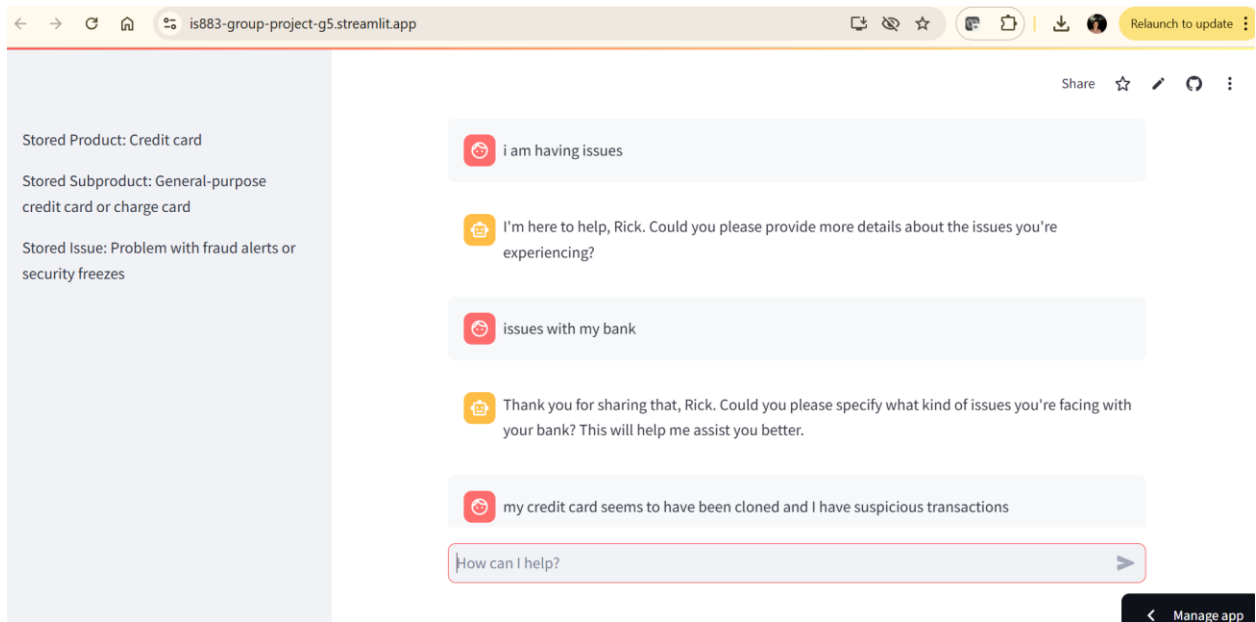 is883-group-project-g5.streamlit.app
Relaunch to update
Share
Stored Product: Credit card
Stored Subproduct: General-purpose
credit card or charge card
Stored Issue: Problem with fraud alerts or
security freezes
i am having issues
I'm here to help, Rick. Could you please provide more details about the issues you're
experiencing?
issues with my bank
Thank you for sharing that, Rick. Could you please specify what kind of issues you're facing with
your bank? This will help me assist you better.
my credit card seems to have been cloned and I have suspicious transactions
How can I help?
Manage app